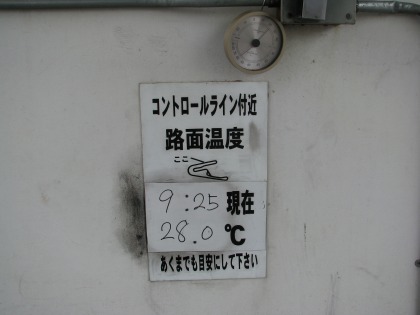 コントロールライン付近
路面温度
ここ
9:25 現在
28.0 ℃
あくまでも目安にして下さい